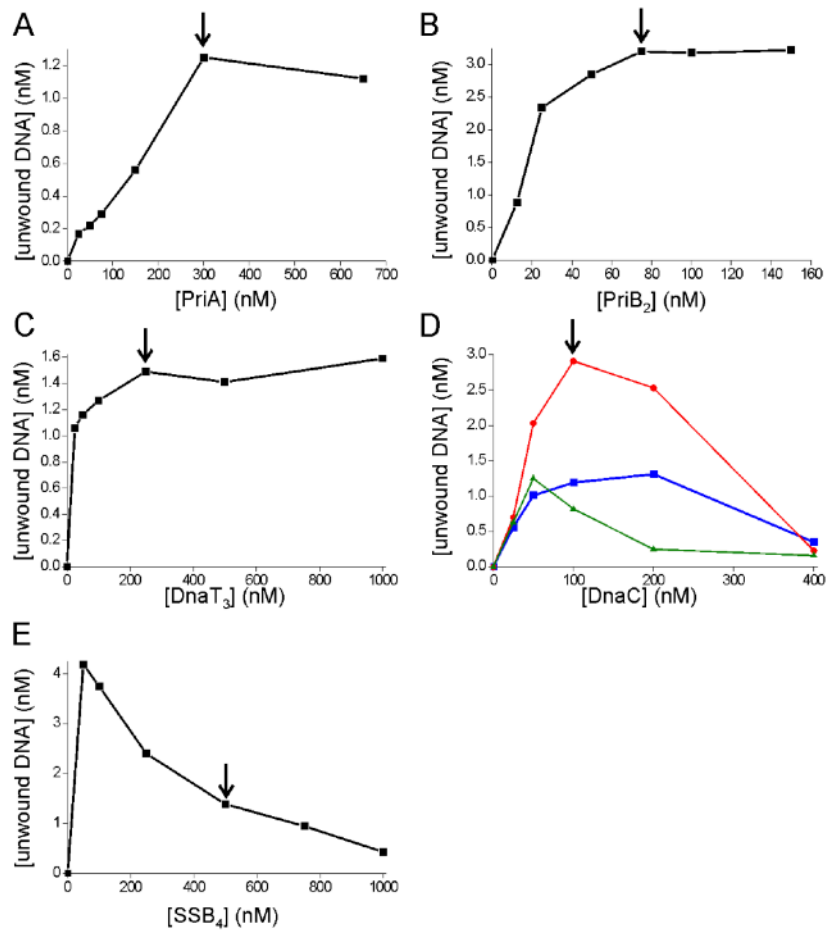 A
[unwound DNA] (nM)
1.2
1.0
0.8
0.6
0.4
0.2
0.0
0 100 200 300 400 500 600 700
[PriA] (nM)
B
[unwound DNA] (nM)
3.0
2.5
2.0
1.5
1.0
0.5
0.0
0 20 40 60 80 100 120 140 160
[PriB2] (nM)
C
[unwound DNA] (nM)
1.6
1.4
1.2
1.0
0.8
0.6
0.4
0.2
0.0
0 200 400 600 800 1000
[DnaT3] (nM)
D
[unwound DNA] (nM)
3.0
2.5
2.0
1.5
1.0
0.5
0.0
0 100 200 300 400
[DnaC] (nM)
E
[unwound DNA] (nM)
4
3
2
1
0
0 200 400 600 800 1000
[SSB4] (nM)